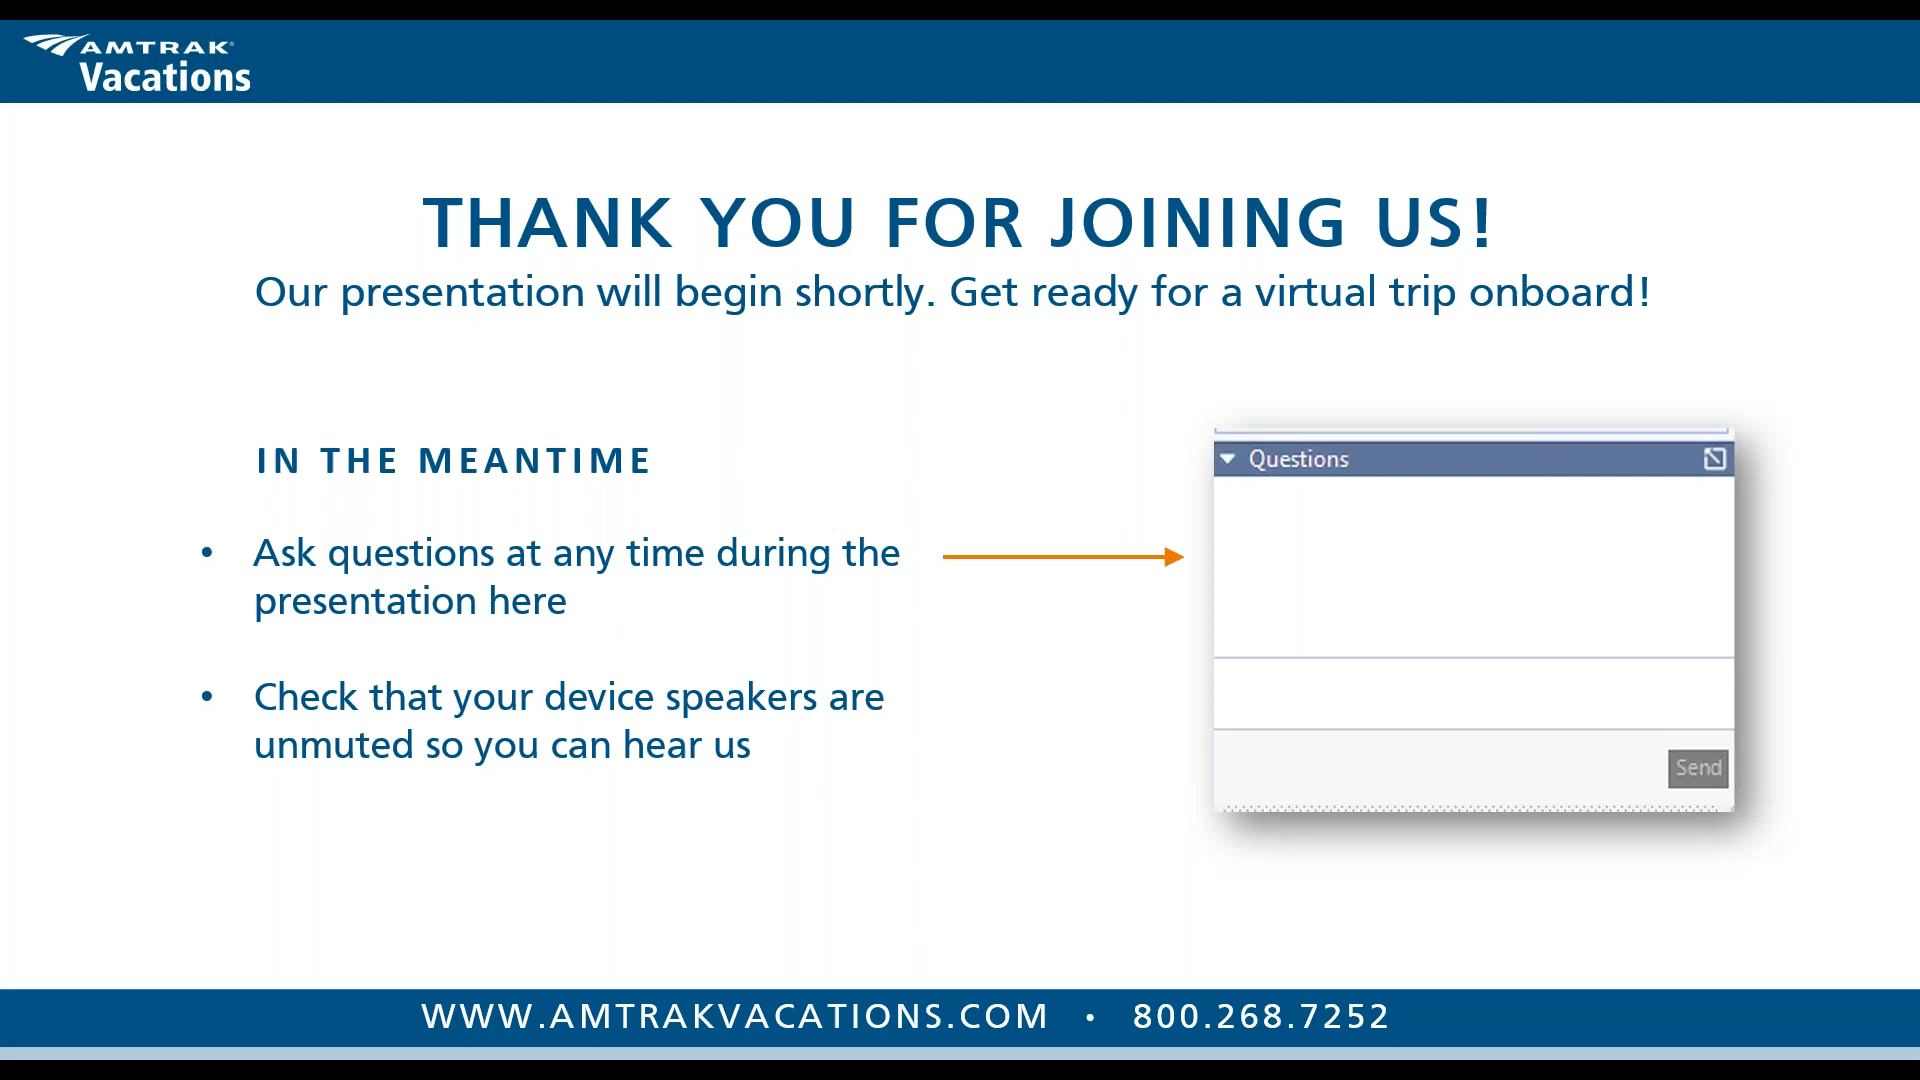 AMTRAK®
Vacations
THANK YOU FOR JOINING US!
Our presentation will begin shortly. Get ready for a virtual trip onboard!
IN THE MEANTIME
• Ask questions at any time during the
presentation here
• Check that your device speakers are
unmuted so you can hear us
Questions
Send
WWW.AMTRAKVACATIONS.COM • 800.268.7252